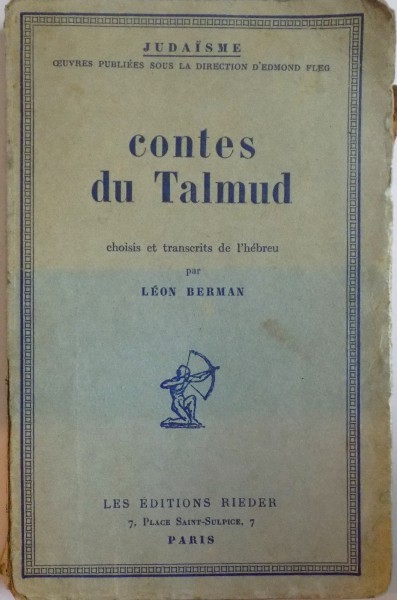 JUDAÏSME
ŒUVRES PUBLIÉES SOUS LA DIRECTION D'EDMOND FLEG
contes
du Talmud
choisis et transcrits de l'hébreu
par
LÉON BERMAN
LES ÉDITIONS RIEDER
7, PLACE SAINT-SULPICE, 7
PARIS